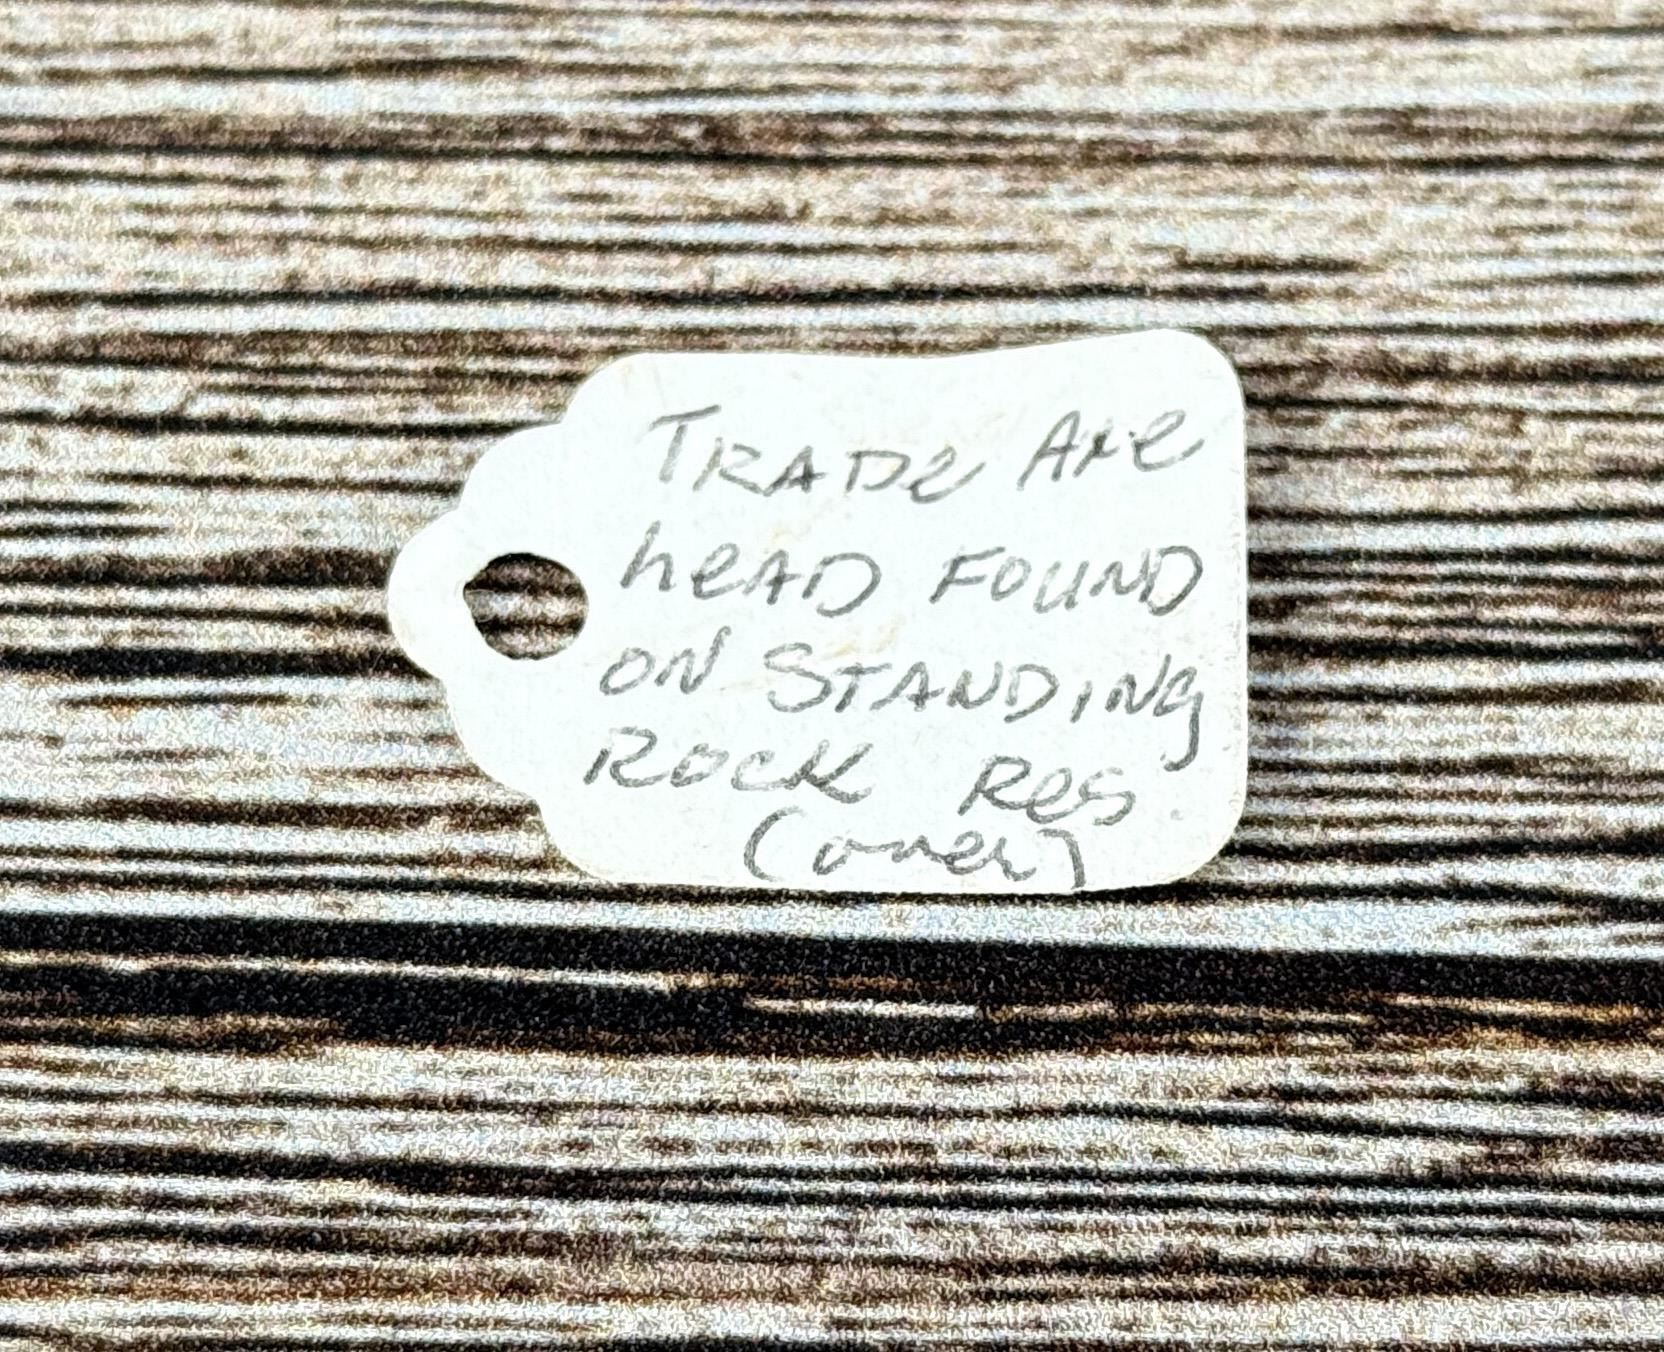 TRADE AXE
heAD FOUND
ON STANDING
ROCK Res.
(over)